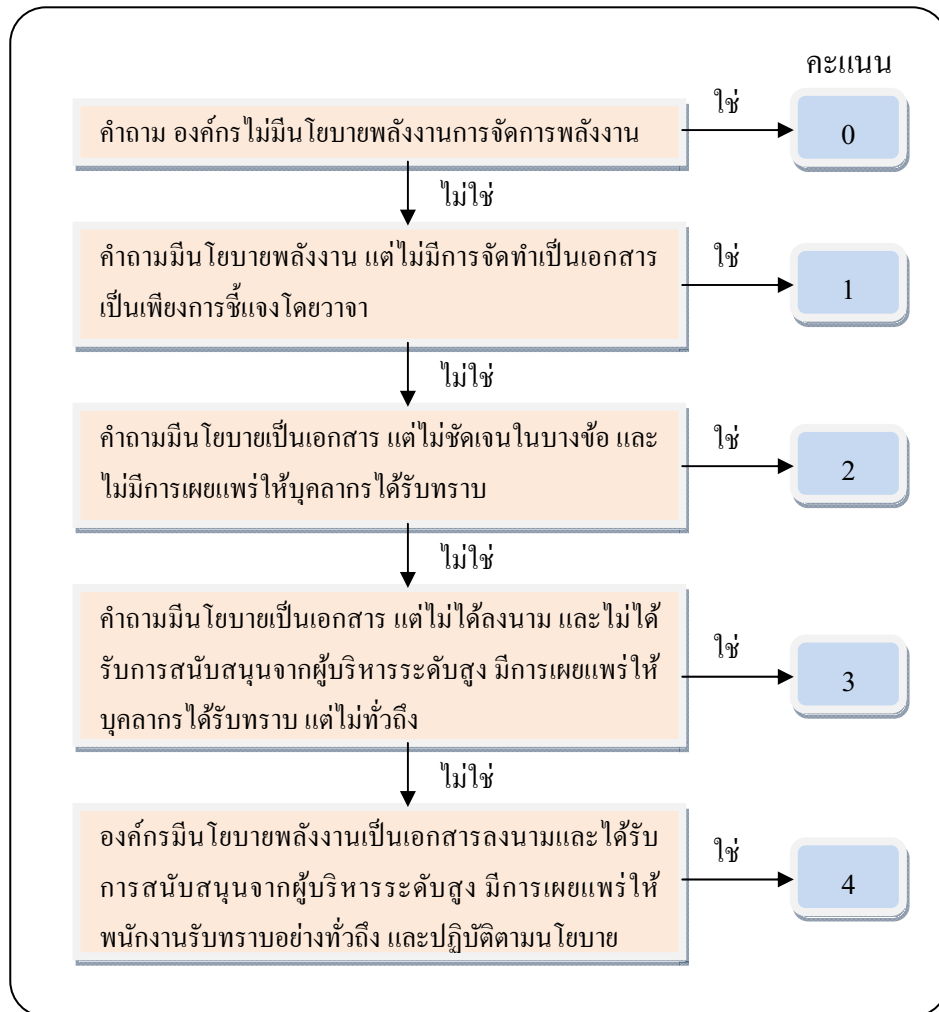 คะแนน
คำถาม องค์กรไม่มีนโยบายพลังงานการจัดการพลังงาน
ใช่
0
ไม่ใช่
คำถามมีนโยบายพลังงาน แต่ไม่มีการจัดทำเป็นเอกสาร
เป็นเพียงการชี้แจงโดยวาจา
ใช่
1
ไม่ใช่
คำถามมีนโยบายเป็นเอกสาร แต่ไม่ชัดเจนในบางข้อ และ
ไม่มีการเผยแพร่ให้บุคลากรได้รับทราบ
ใช่
2
ไม่ใช่
คำถามมีนโยบายเป็นเอกสาร แต่ไม่ได้ลงนาม และไม่ได้
รับการสนับสนุนจากผู้บริหารระดับสูง มีการเผยแพร่ให้
บุคลากรได้รับทราบ แต่ไม่ทั่วถึง
ใช่
3
ไม่ใช่
องค์กรมีนโยบายพลังงานเป็นเอกสารลงนามและได้รับ
การสนับสนุนจากผู้บริหารระดับสูง มีการเผยแพร่ให้
พนักงานรับทราบอย่างทั่วถึง และปฏิบัติตามนโยบาย
ใช่
4